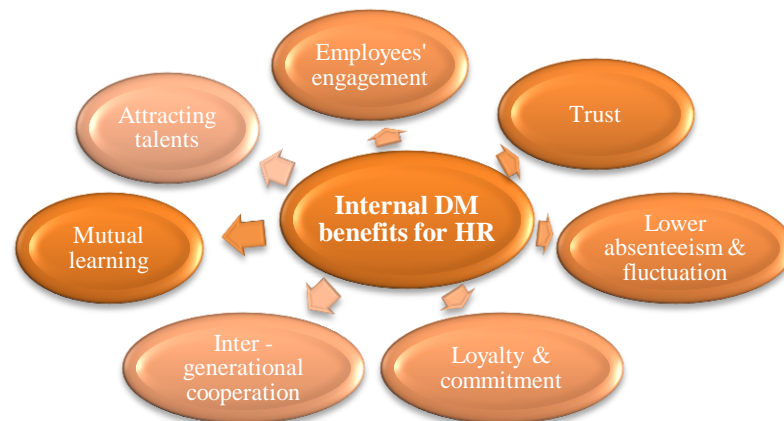 Employees'
engagement
Trust
Lower
absenteeism &
fluctuation
Loyalty &
commitment
Inter -
generational
cooperation
Mutual
learning
Attracting
talents
Internal DM
benefits for HR